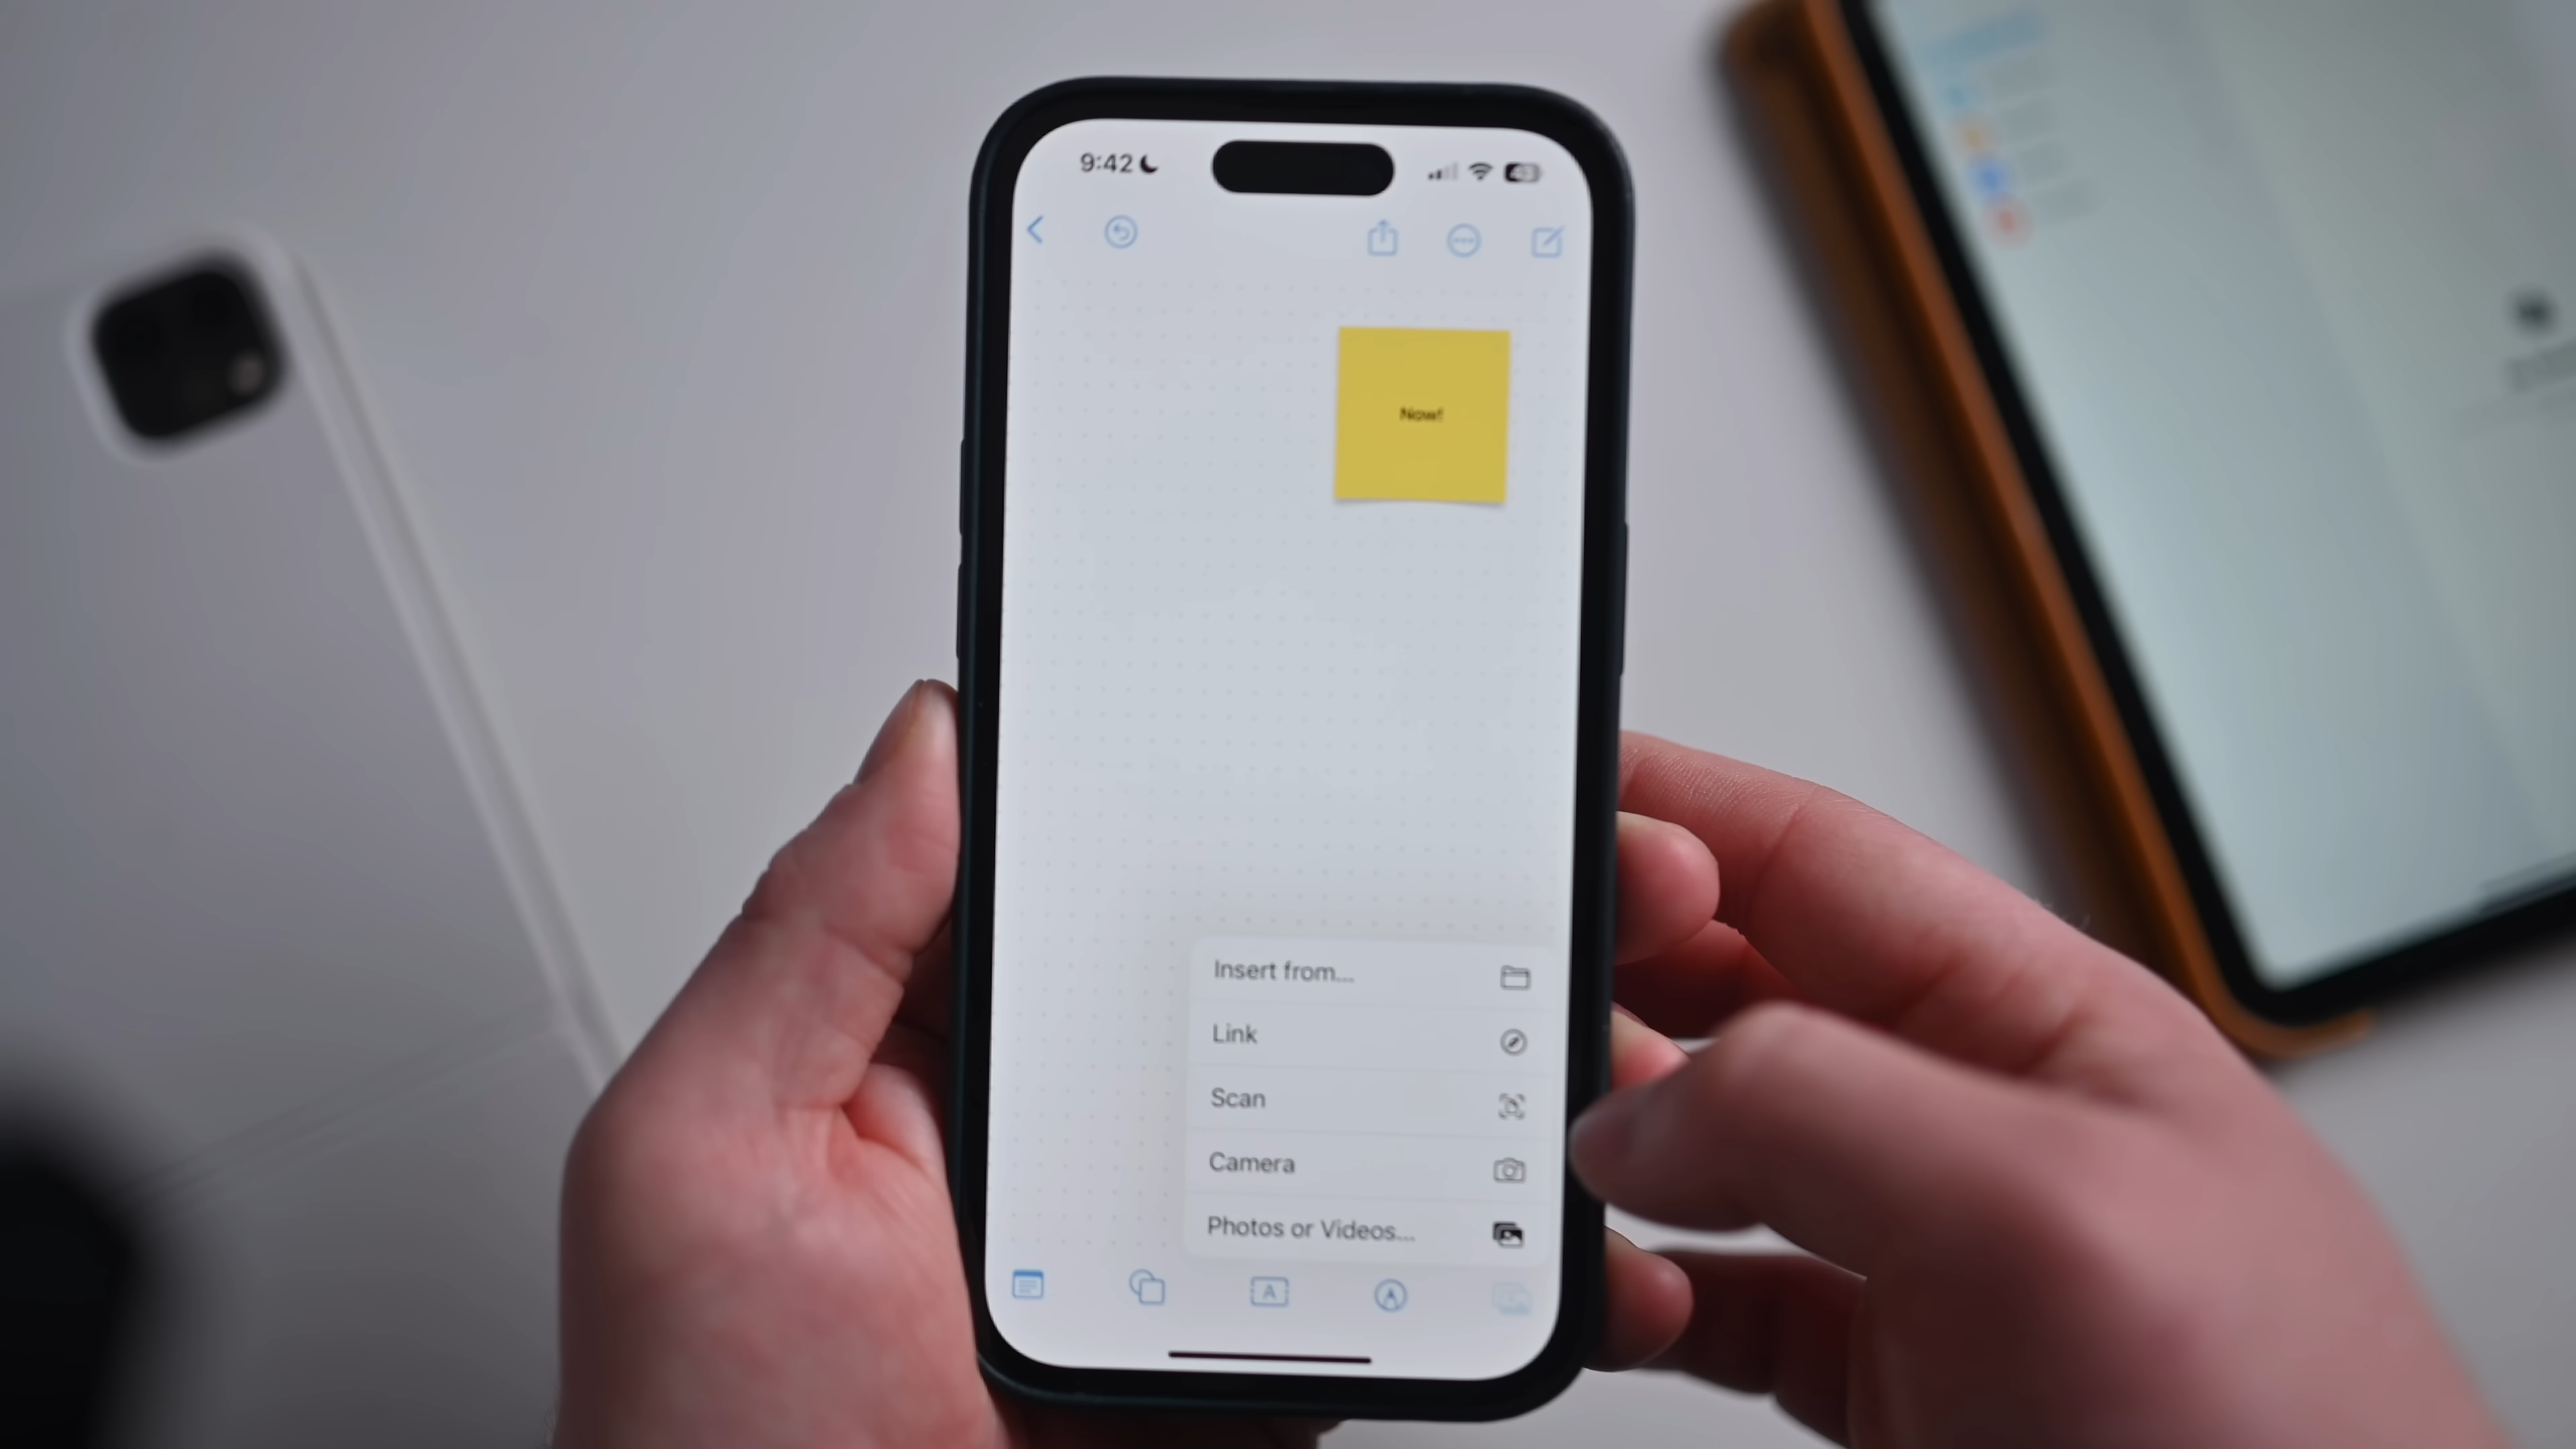 9:42
Now!
Insert from...
Link
Scan
Camera
Photos or Videos...
A